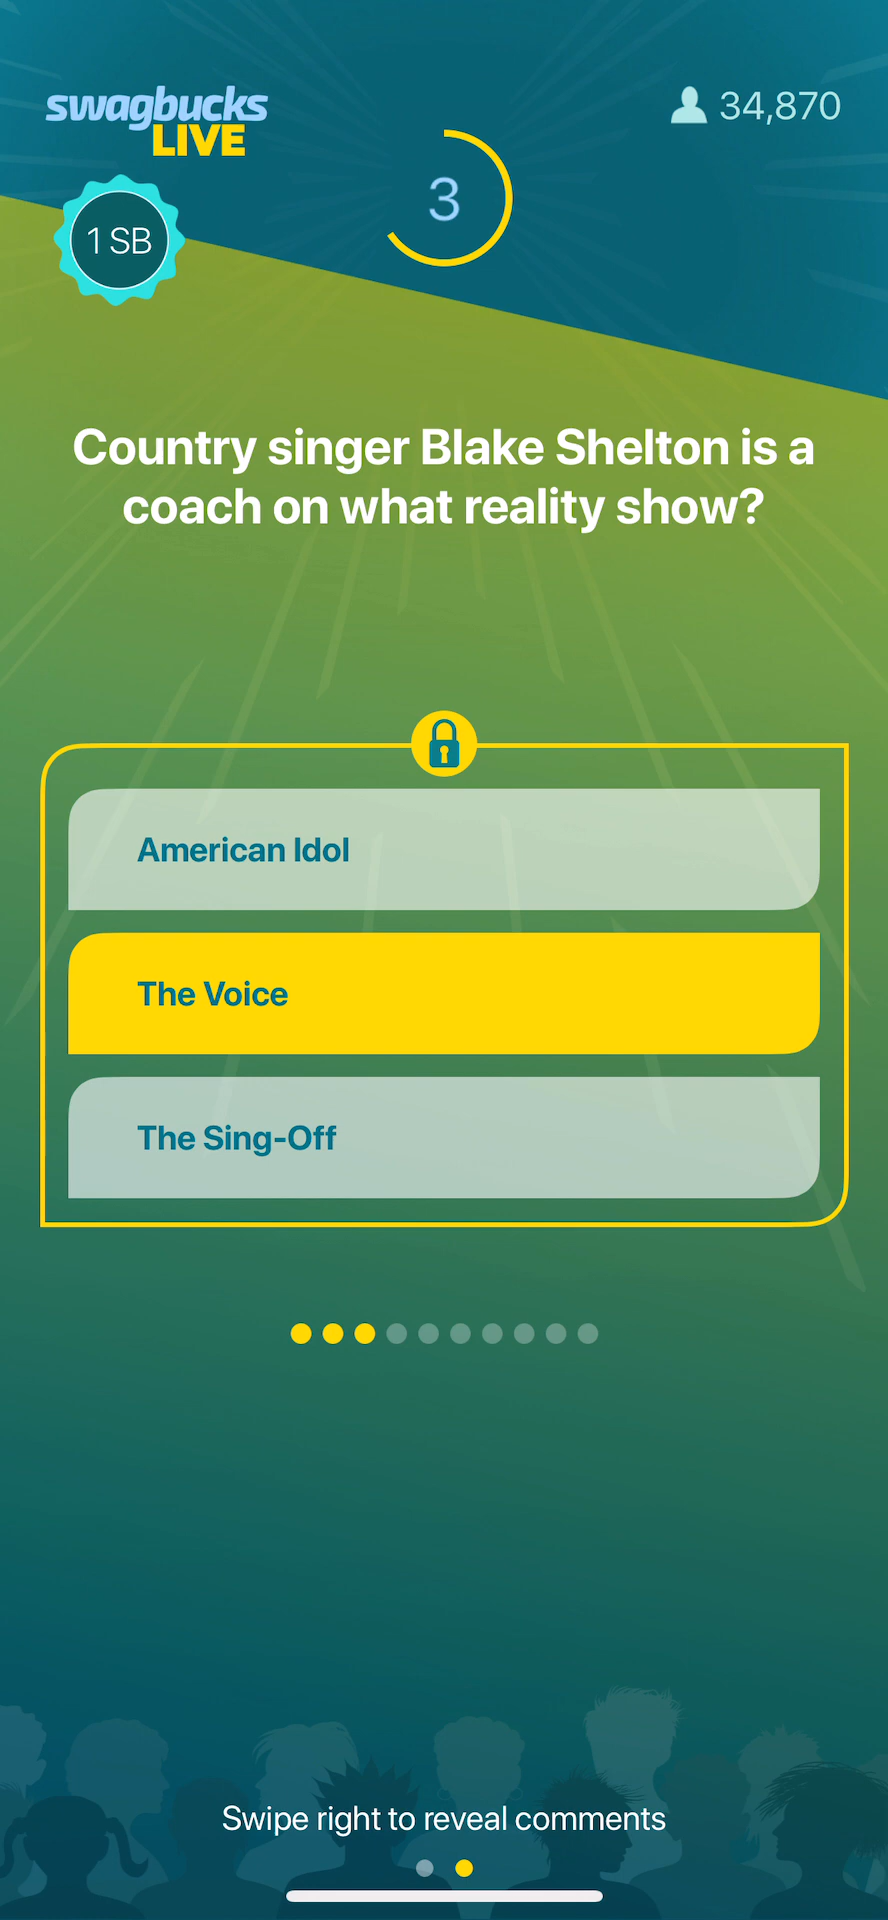 swagbucks
LIVE
34,870
3
1 SB
Country singer Blake Shelton is a
coach on what reality show?
American Idol
The Voice
The Sing-Off
Swipe right to reveal comments